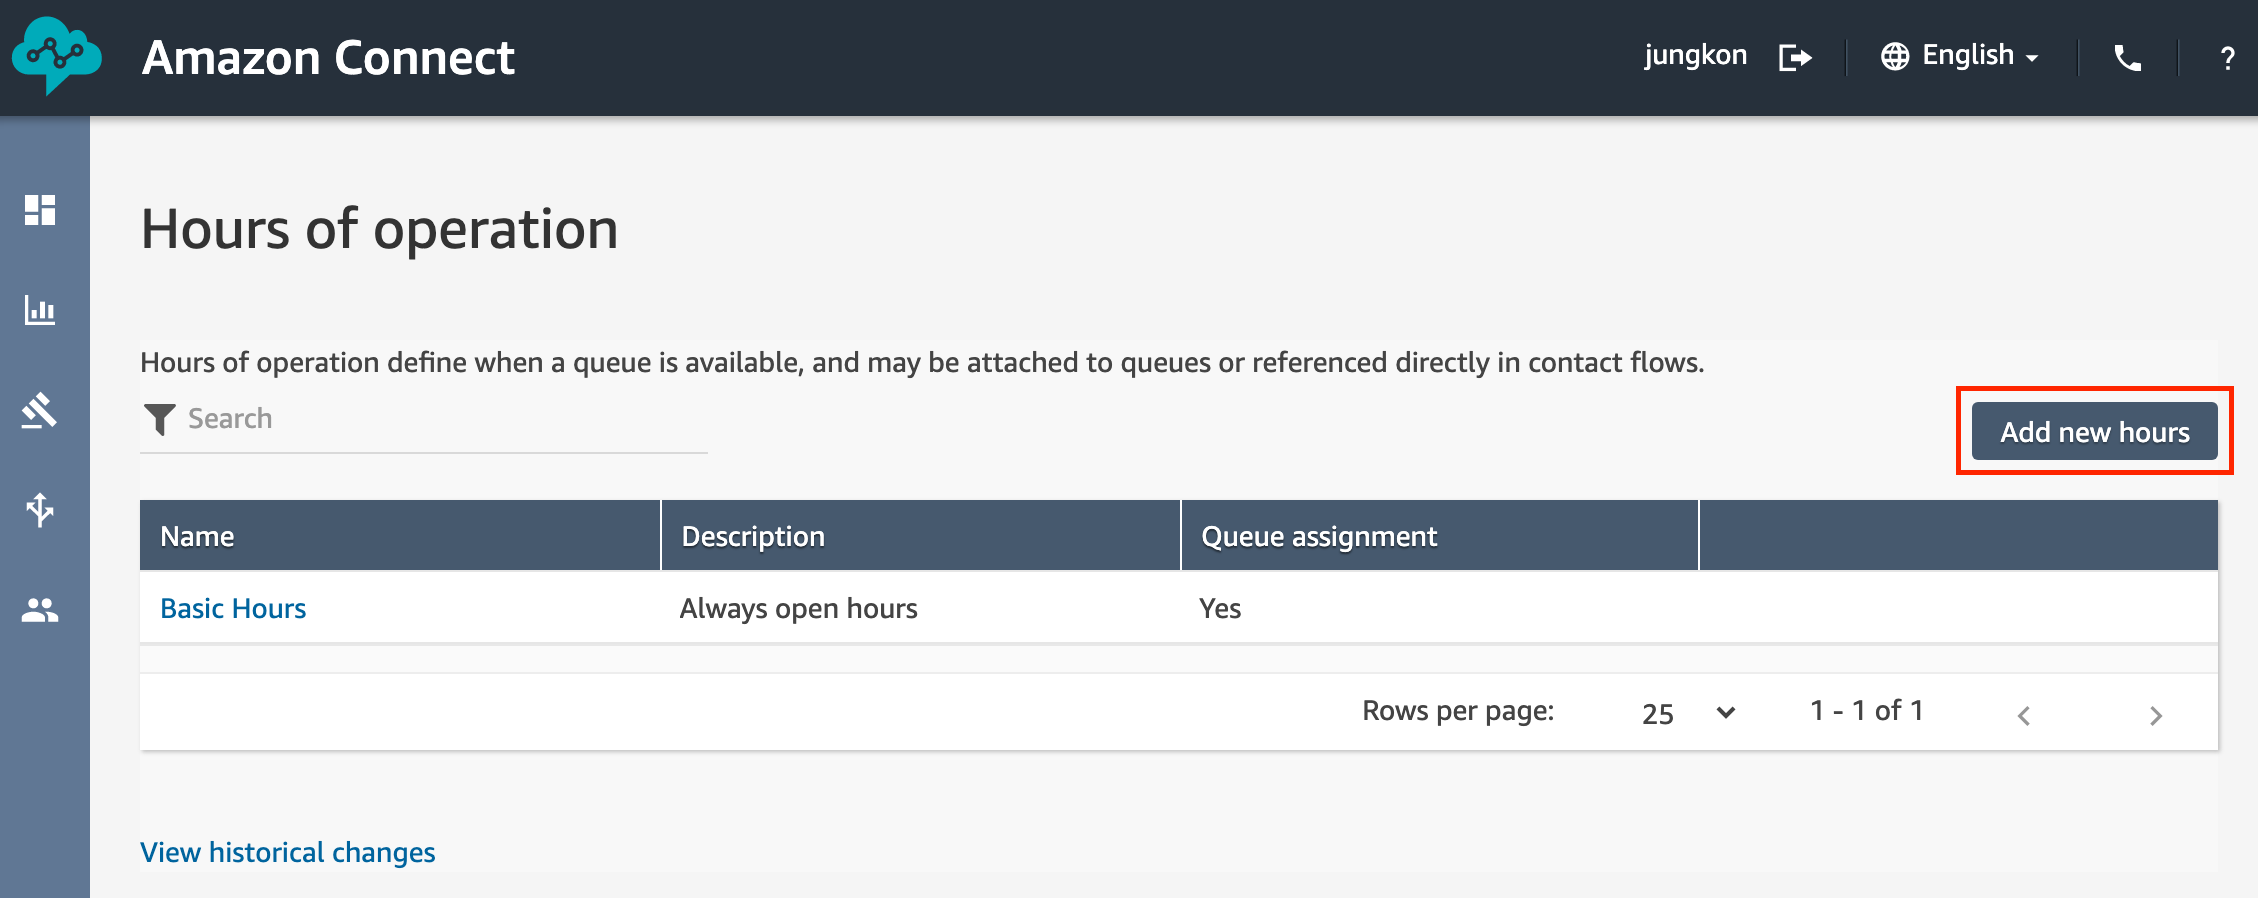 Amazon Connect
jungkon
English
?
Hours of operation
Hours of operation define when a queue is available, and may be attached to queues or referenced directly in contact flows.
Search
Add new hours
Name Description Queue assignment
Basic Hours Always open hours Yes
Rows per page: 25 1 - 1 of 1
View historical changes